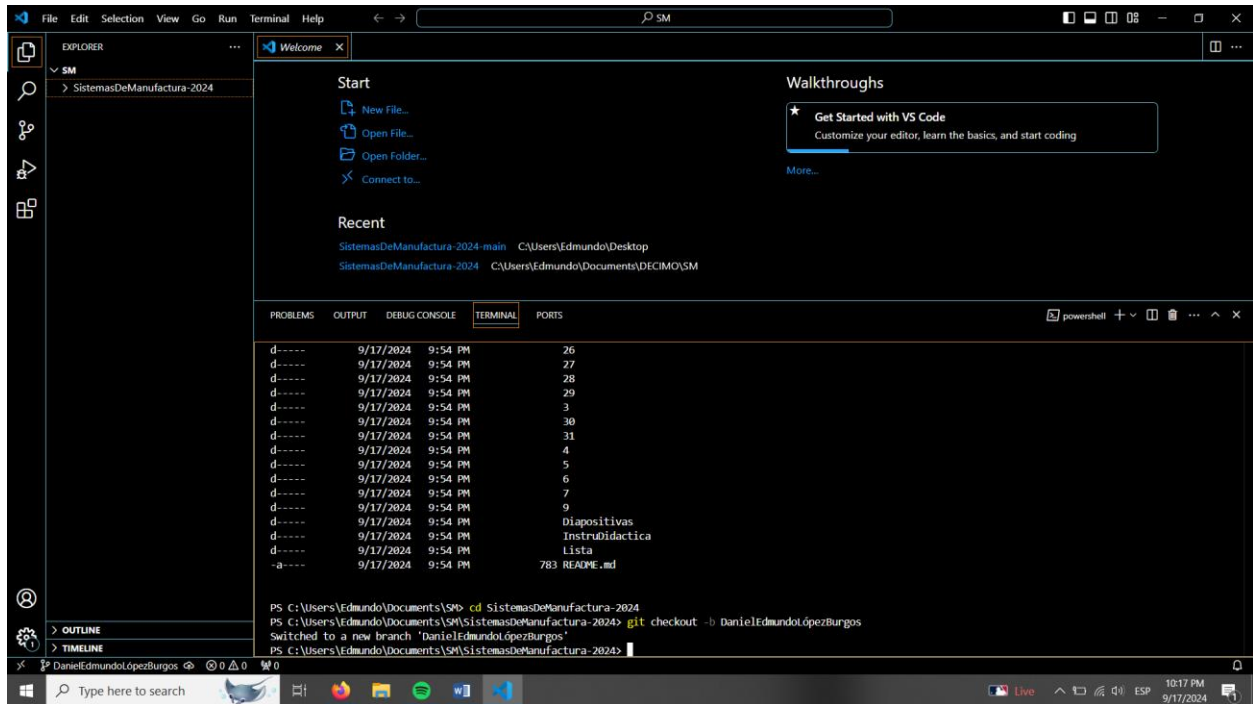 File Edit Selection View Go Run Terminal Help
SM
EXPLORER
Welcome
SM
SistemasDeManufactura-2024
Start
New File...
Open File...
Open Folder...
Connect to...
Recent
SistemasDeManufactura-2024-main C:\Users\Edmundo\Desktop
SistemasDeManufactura-2024 C:\Users\Edmundo\Documents\DECIMO\SM
Walkthroughs
Get Started with VS Code
Customize your editor, learn the basics, and start coding
More...
PROBLEMS OUTPUT DEBUG CONSOLE TERMINAL PORTS
powershell
d----- 9/17/2024 9:54 PM 26
d----- 9/17/2024 9:54 PM 27
d----- 9/17/2024 9:54 PM 28
d----- 9/17/2024 9:54 PM 29
d----- 9/17/2024 9:54 PM 3
d----- 9/17/2024 9:54 PM 30
d----- 9/17/2024 9:54 PM 31
d----- 9/17/2024 9:54 PM 4
d----- 9/17/2024 9:54 PM 5
d----- 9/17/2024 9:54 PM 6
d----- 9/17/2024 9:54 PM 7
d----- 9/17/2024 9:54 PM 9
d----- 9/17/2024 9:54 PM Diapositivas
d----- 9/17/2024 9:54 PM InstruDidactica
d----- 9/17/2024 9:54 PM Lista
-a---- 9/17/2024 9:54 PM 783 README.md
PS C:\Users\Edmundo\Documents\SM> cd SistemasDeManufactura-2024
PS C:\Users\Edmundo\Documents\SM\SistemasDeManufactura-2024> git checkout -b DanielEdmundoLópezBurgos
Switched to a new branch 'DanielEdmundoLópezBurgos'
PS C:\Users\Edmundo\Documents\SM\SistemasDeManufactura-2024>
OUTLINE
TIMELINE
1
DanielEdmundoLópezBurgos 0 0 0
Type here to search
W
Live
ESP
10:17 PM
9/17/2024
1